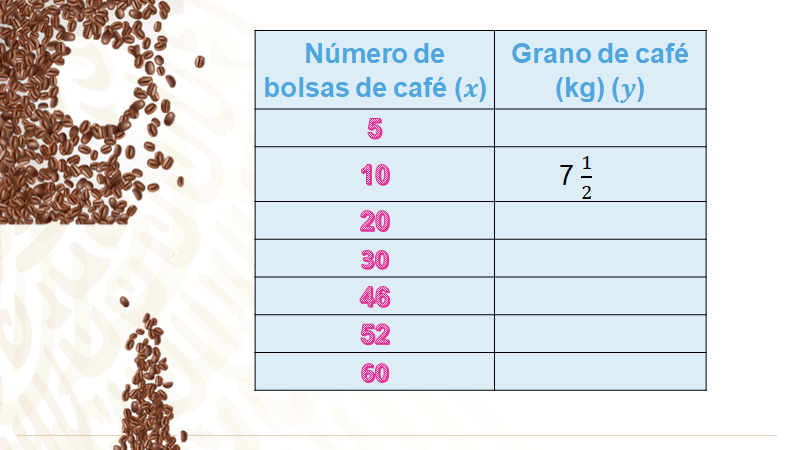 Número de
bolsas de café (x)
Grano de café
(kg) (y)
5
10
7 1/2
20
30
46
52
60